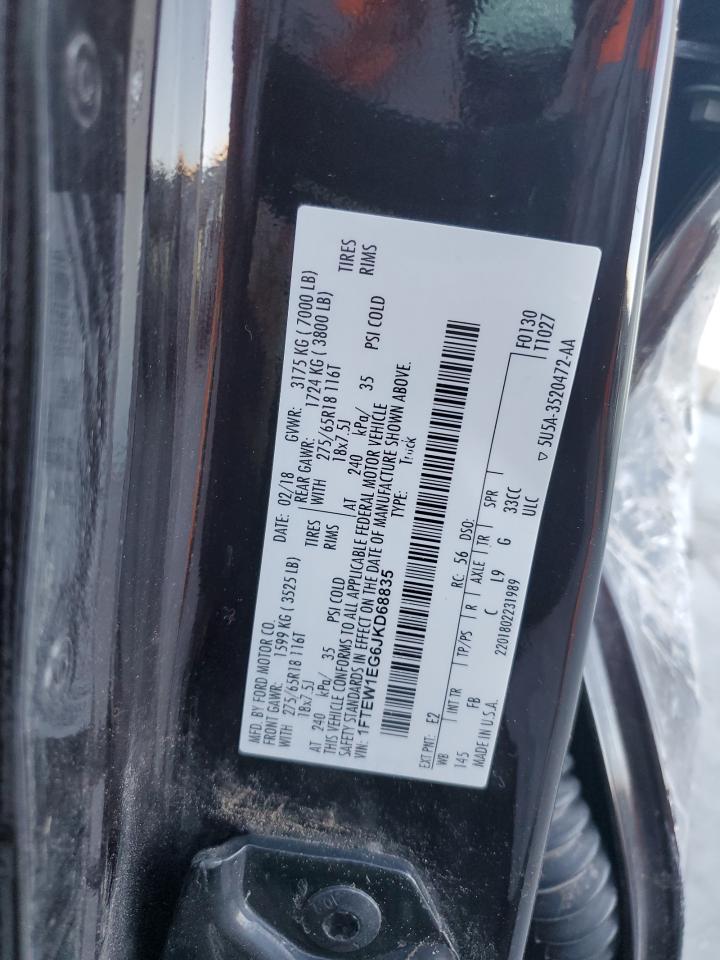 MFD. BY FORD MOTOR CO.
DATE: 02/18 GVWR: 3175 KG ( 7000 LB)
FRONT GAWR: 1599 KG ( 3525 LB) REAR GAWR: 1724 KG ( 3800 LB)
WITH 275/65R18 116T TIRES WITH 275/65R18 116T TIRES
18x7.5J RIMS 18x7.5J RIMS
AT 240 kPa/ 35 PSI COLD AT 240 kPa/ 35 PSI COLD
THIS VEHICLE CONFORMS TO ALL APPLICABLE FEDERAL MOTOR VEHICLE
SAFETY STANDARDS IN EFFECT ON THE DATE OF MANUFACTURE SHOWN ABOVE.
VIN: 1FTEW1EG6JKD68835 TYPE: Truck
EXT PNT: E2 RC: 56 DSO:
WB INT TR TP/PS R AXLE TR SPR F0130
145 FB C L9 G 33CC T1027
MADE IN U.S.A. 2201802231989 ULC ▽ 5U5A-3520472-AA